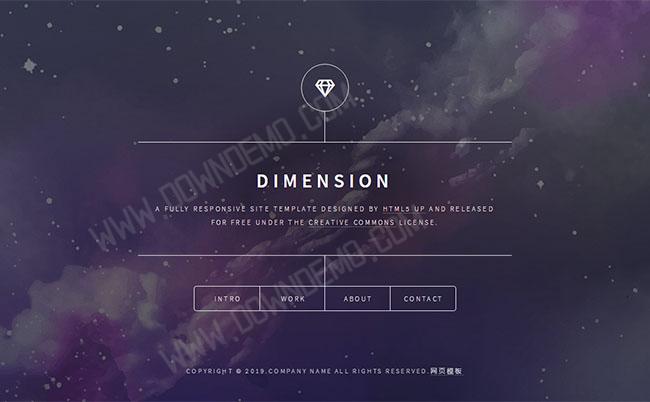 DIMENSION
A FULLY RESPONSIVE SITE TEMPLATE DESIGNED BY HTML5 UP AND RELEASED
FOR FREE UNDER THE CREATIVE COMMONS LICENSE.
INTRO WORK ABOUT CONTACT
COPYRIGHT © 2019.COMPANY NAME ALL RIGHTS RESERVED.网页模板
WWW.DOWNDEMO.COM
WWW.DOWNDEMO.COM